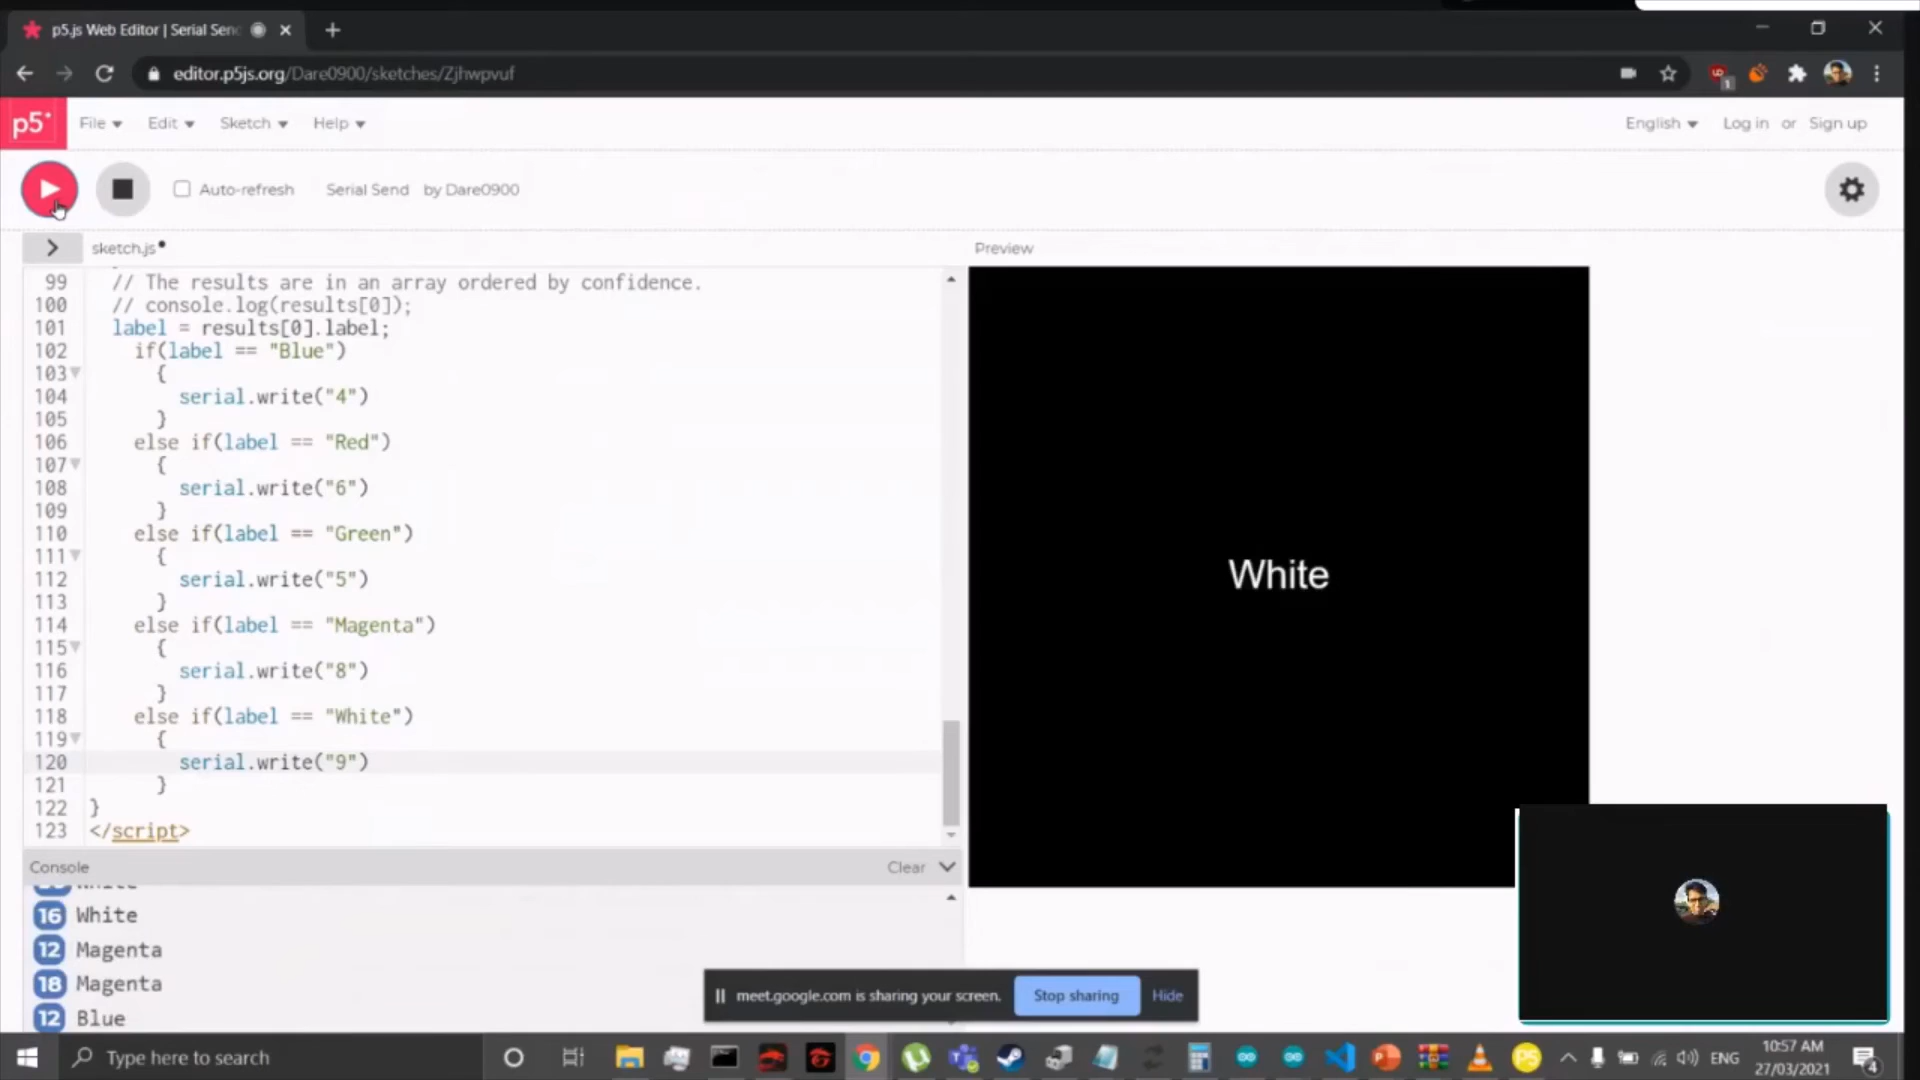 p5.js Web Editor | Serial Sen
editor.p5js.org/Dare0900/sketches/Zjhwpvuf
1
p5* File Edit Sketch Help English Log in or Sign up
Auto-refresh Serial Send by Dare0900
sketch.js Preview
99 // The results are in an array ordered by confidence.
100 // console.log(results[0]);
101 label = results[0].label;
102 if(label == "Blue")
103 {
104 serial.write("4")
105 }
106 else if(label == "Red")
107 {
108 serial.write("6")
109 }
110 else if(label == "Green")
111 {
112 serial.write("5")
113 }
114 else if(label == "Magenta")
115 {
116 serial.write("8")
117 }
118 else if(label == "White")
119 {
120 serial.write("9")
121 }
122 }
123 </script>
White
Console Clear
16 White
12 Magenta
18 Magenta
12 Blue
meet.google.com is sharing your screen. Stop sharing Hide
Type here to search
ENG
10:57 AM
27/03/2021
4